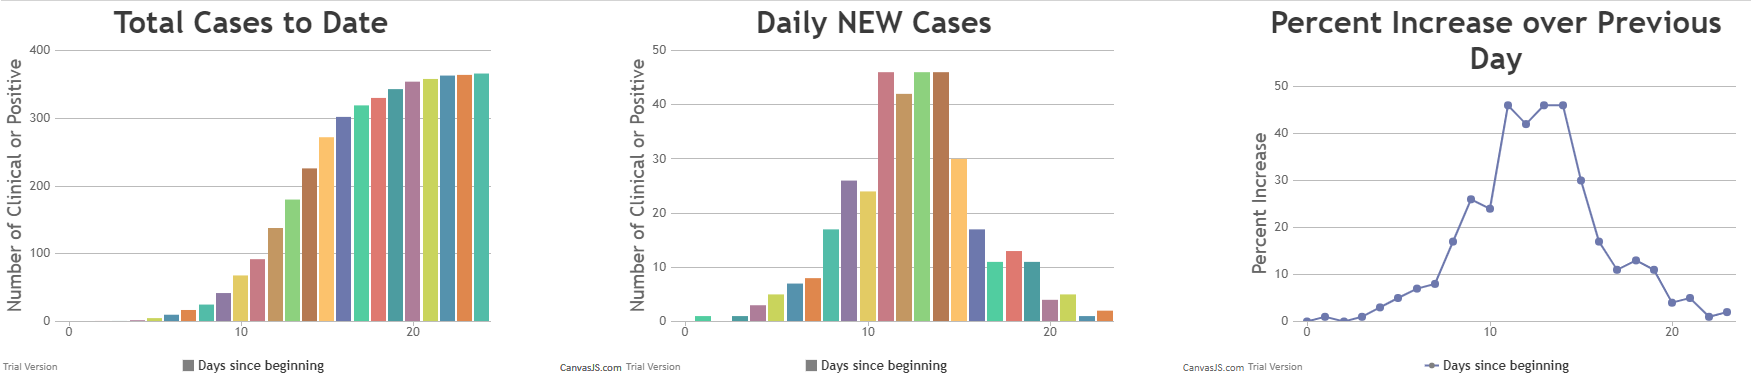 Total Cases to Date
Number of Clinical or Positive
400
300
200
100
0
0
10
20
Days since beginning
Trial Version
CanvasJS.com
Daily NEW Cases
Number of Clinical or Positive
50
40
30
20
10
0
0
10
20
Days since beginning
Trial Version
CanvasJS.com
Percent Increase over Previous
Day
Percent Increase
50
40
30
20
10
0
0
10
20
Days since beginning
Trial Version